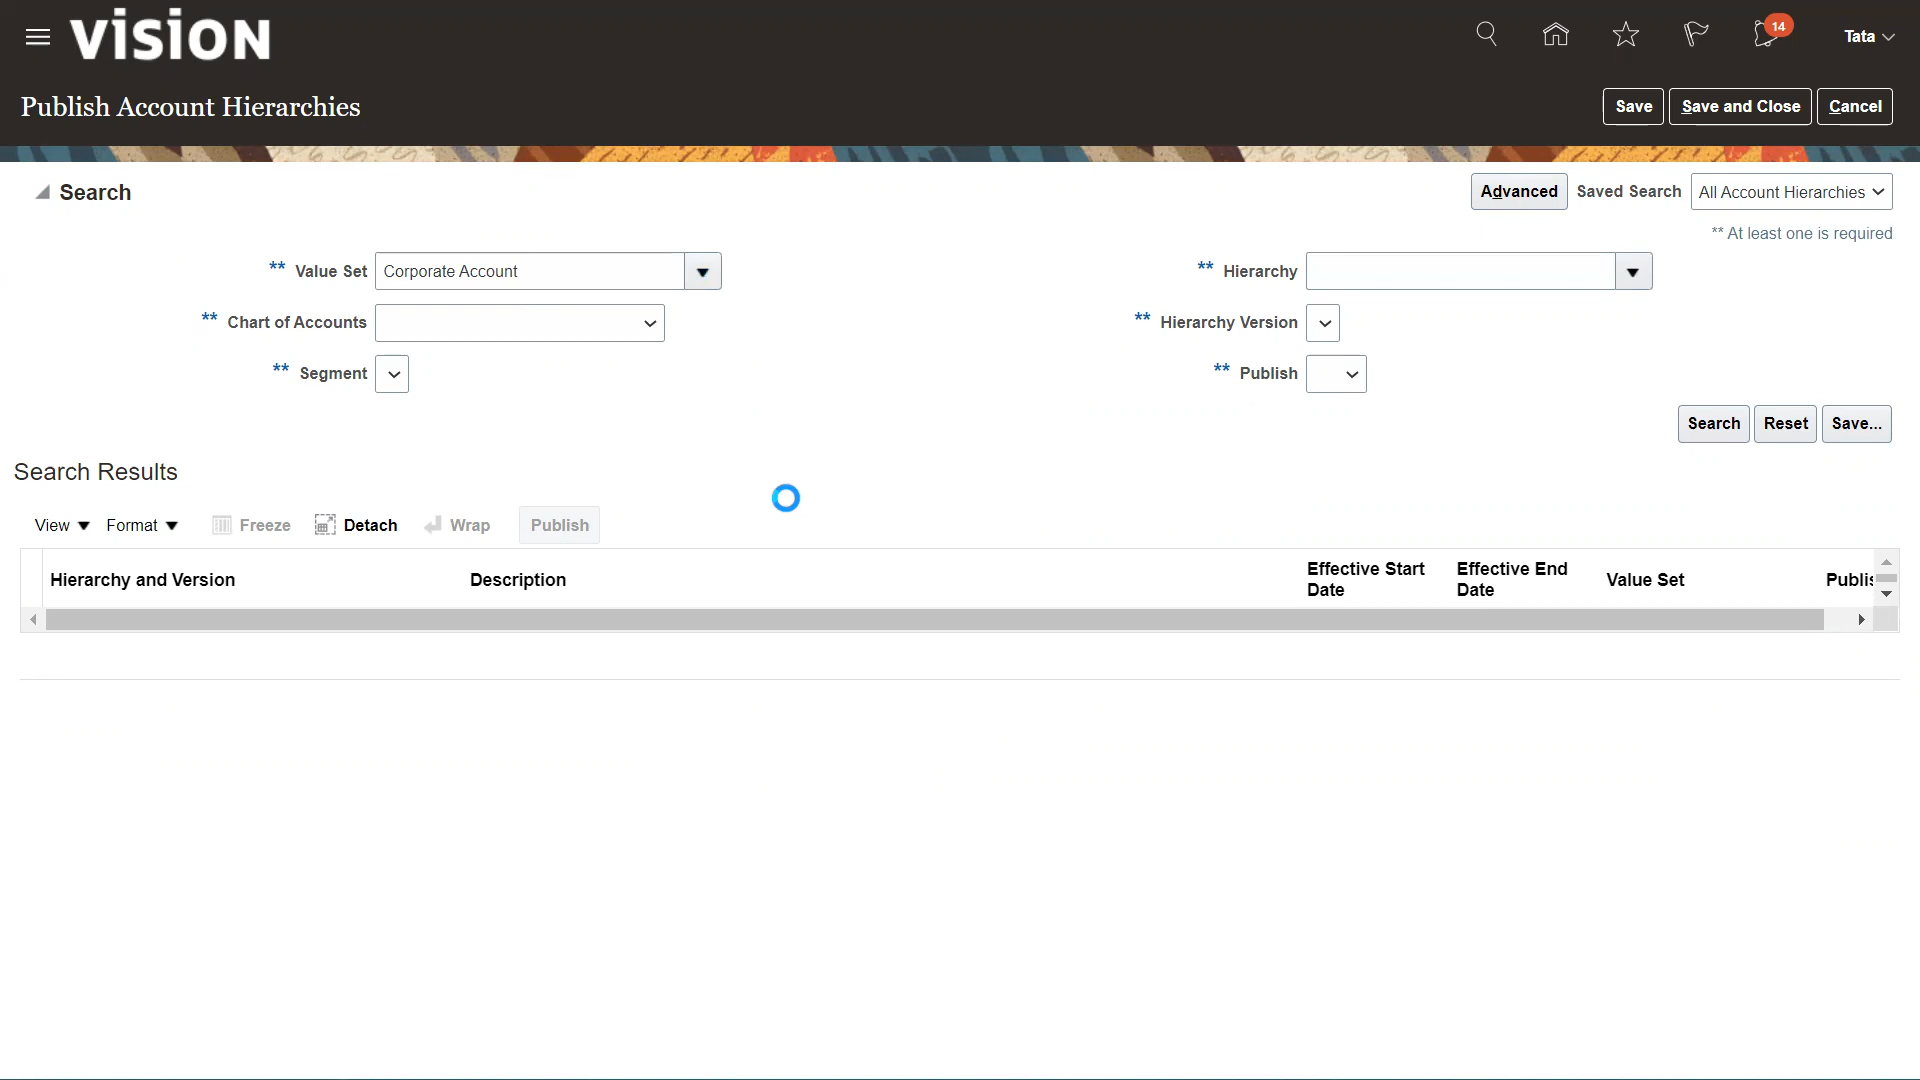 VISION
14
Tata
Publish Account Hierarchies
Save
Save and Close
Cancel
Search
Advanced
Saved Search
All Account Hierarchies
** At least one is required
** Value Set
Corporate Account
** Hierarchy
** Chart of Accounts
** Hierarchy Version
** Segment
** Publish
Search
Reset
Save...
Search Results
View
Format
Freeze
Detach
Wrap
Publish
Hierarchy and Version
Description
Effective Start
Date
Effective End
Date
Value Set
Publis